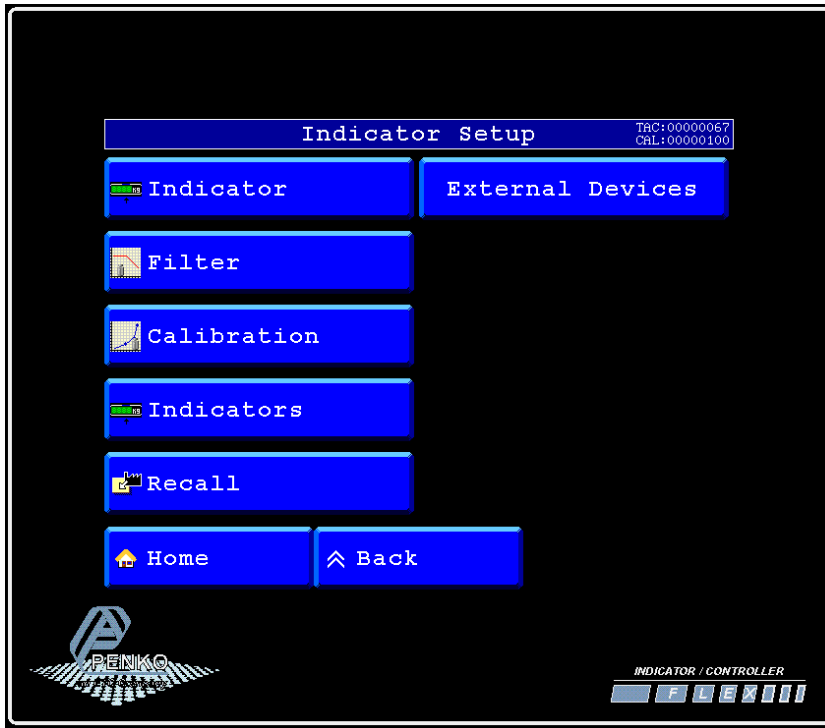 Indicator Setup
TAC:00000067
CAL:00000100
Indicator
External Devices
Filter
Calibration
Indicators
Recall
Home
Back
PENKO
INDICATOR / CONTROLLER
FLEX